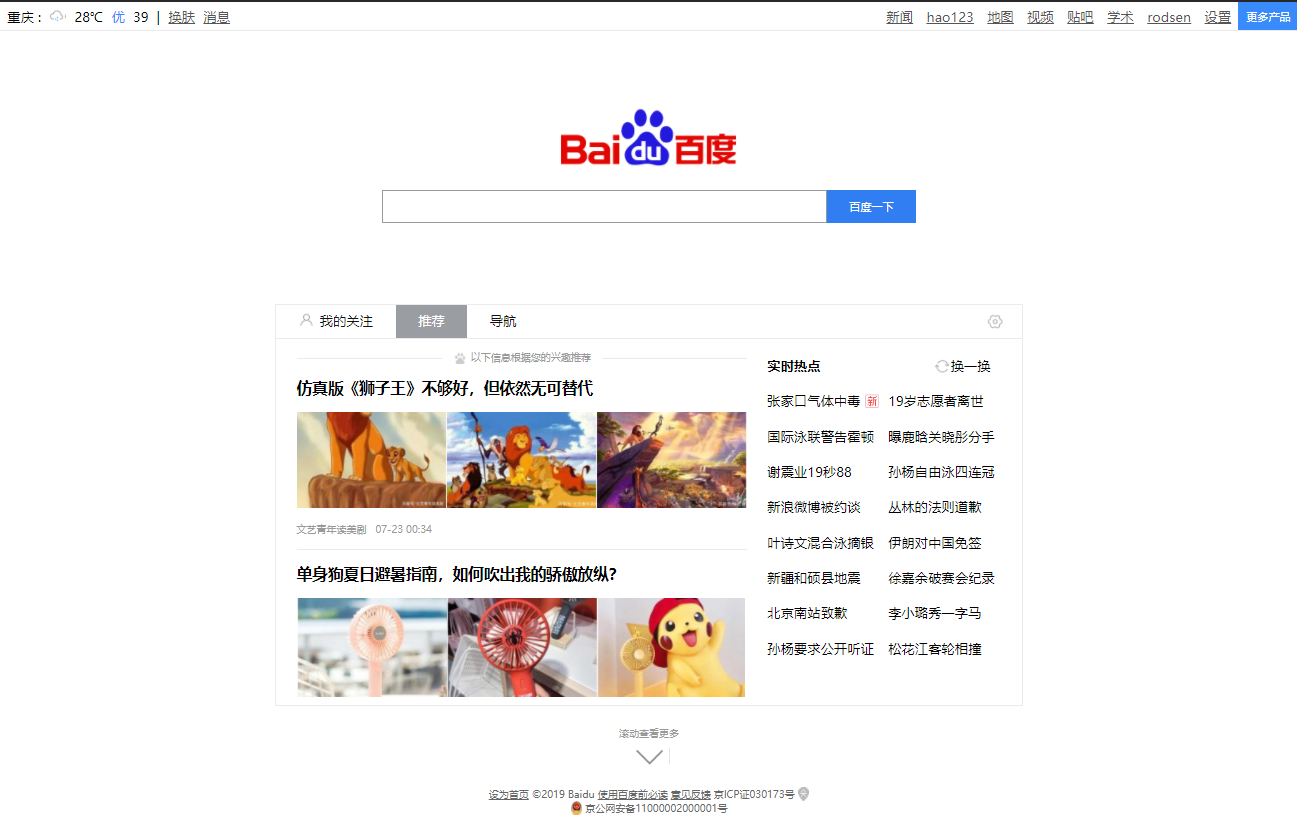 重庆： 28℃ 优 39 | 换肤 消息 新闻 hao123 地图 视频 贴吧 学术 rodsen 设置 更多产品
Baidu百度
百度一下
我的关注 推荐 导航
以下信息根据您的兴趣推荐
仿真版《狮子王》不够好，但依然无可替代
文艺青年读美剧 07-23 00:34
单身狗夏日避暑指南，如何吹出我的骄傲放纵？
实时热点 换一换
张家口气体中毒 新 19岁志愿者离世
国际泳联警告霍顿 曝鹿晗关晓彤分手
谢震业19秒88 孙杨自由泳四连冠
新浪微博被约谈 丛林的法则道歉
叶诗文混合泳摘银 伊朗对中国免签
新疆和硕县地震 徐嘉余破赛会纪录
北京南站致歉 李小璐秀一字马
孙杨要求公开听证 松花江客轮相撞
滚动查看更多
设为首页 ©2019 Baidu 使用百度前必读 意见反馈 京ICP证030173号
京公网安备11000002000001号